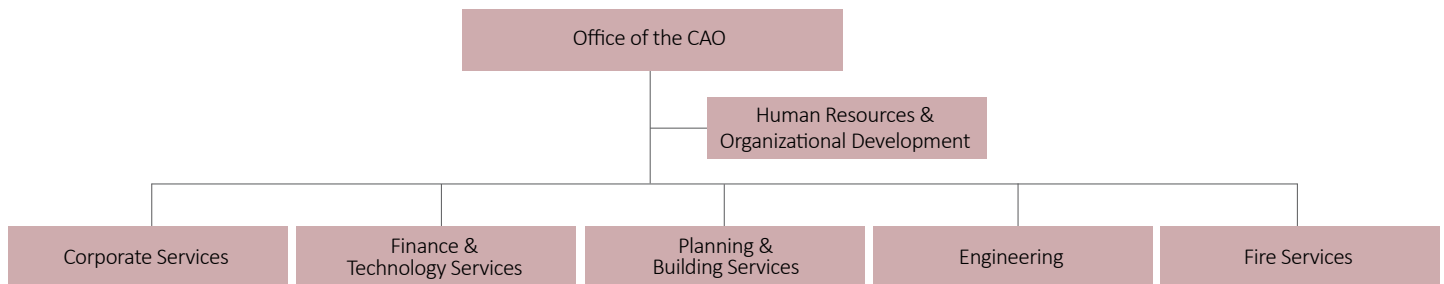 Office of the CAO
Human Resources &
Organizational Development
Corporate Services
Finance &
Technology Services
Planning &
Building Services
Engineering
Fire Services